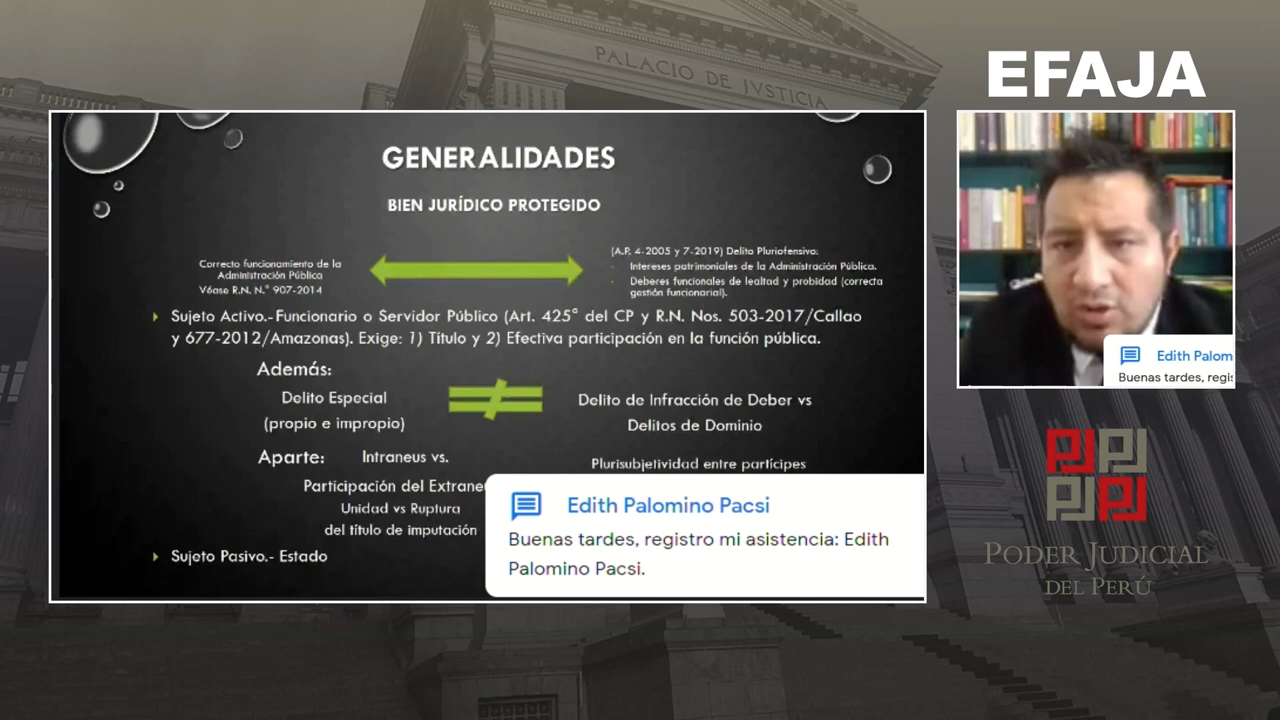 PALACIO DE JUSTICIA
EFAJA
GENERALIDADES
BIEN JURÍDICO PROTEGIDO
Correcto funcionamiento de la
Administración Pública
Véase R.N. N.° 907-2014
(A.P. 4-2005 y 7-2019) Delito Pluriofensivo:
- Intereses patrimoniales de la Administración Pública.
- Deberes funcionales de lealtad y probidad (correcta
gestión funcionarial).
Sujeto Activo.- Funcionario o Servidor Público (Art. 425° del CP y R.N. Nos. 503-2017/Callao
y 677-2012/Amazonas). Exige: 1) Título y 2) Efectiva participación en la función pública.
Además:
Delito Especial
(propio e impropio)
Delito de Infracción de Deber vs
Delitos de Dominio
Aparte: Intraneus vs.
Plurisubjetividad entre partícipes
Participación del Extraneu
Unidad vs Ruptura
del título de imputación
Sujeto Pasivo.- Estado
Edith Palomino Pacsi
Buenas tardes, registro mi asistencia: Edith
Palomino Pacsi.
Edith Palom
Buenas tardes, regis
PJ PJ
PJ PJ
PODER JUDICIAL
DEL PERÚ